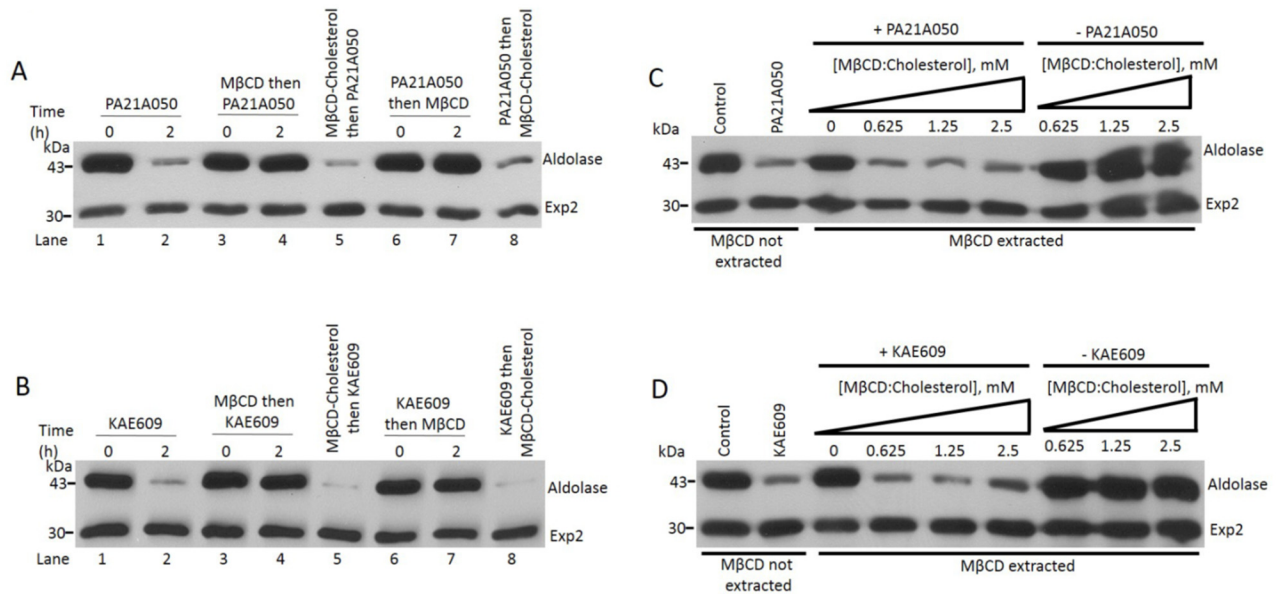 A
Time
(h)
PA21A050
0 2
MβCD then
PA21A050
0 2
MβCD-Cholesterol
then PA21A050
PA21A050
then MβCD
0 2
PA21A050 then
MβCD-Cholesterol
kDa
43
30
Aldolase
Exp2
Lane 1 2 3 4 5 6 7 8
B
Time
(h)
KAE609
0 2
MβCD then
KAE609
0 2
MβCD-Cholesterol
then KAE609
KAE609
then MβCD
0 2
KAE609 then
MβCD-Cholesterol
kDa
43
30
Aldolase
Exp2
Lane 1 2 3 4 5 6 7 8
C
+ PA21A050 - PA21A050
[MβCD:Cholesterol], mM [MβCD:Cholesterol], mM
Control
PA21A050
kDa 0 0.625 1.25 2.5 0.625 1.25 2.5
43
30
Aldolase
Exp2
MβCD not
extracted
MβCD extracted
D
+ KAE609 - KAE609
[MβCD:Cholesterol], mM [MβCD:Cholesterol], mM
Control
KAE609
kDa 0 0.625 1.25 2.5 0.625 1.25 2.5
43
30
Aldolase
Exp2
MβCD not
extracted
MβCD extracted